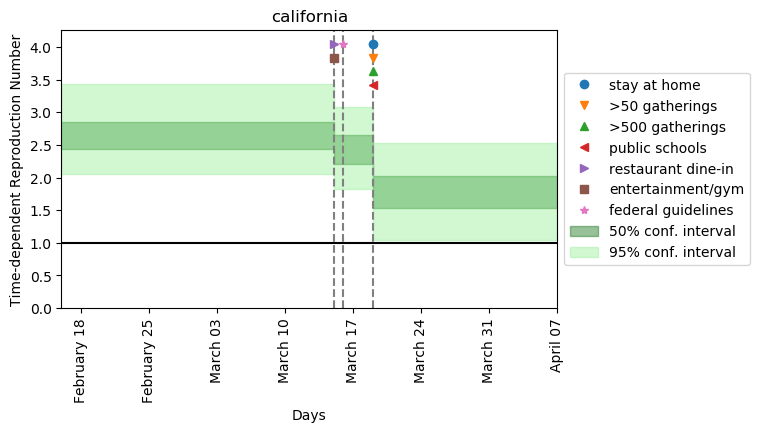 california
Time-dependent Reproduction Number
4.0
3.5
3.0
2.5
2.0
1.5
1.0
0.5
0.0
February 18
February 25
March 03
March 10
March 17
March 24
March 31
April 07
Days
stay at home
>50 gatherings
>500 gatherings
public schools
restaurant dine-in
entertainment/gym
federal guidelines
50% conf. interval
95% conf. interval